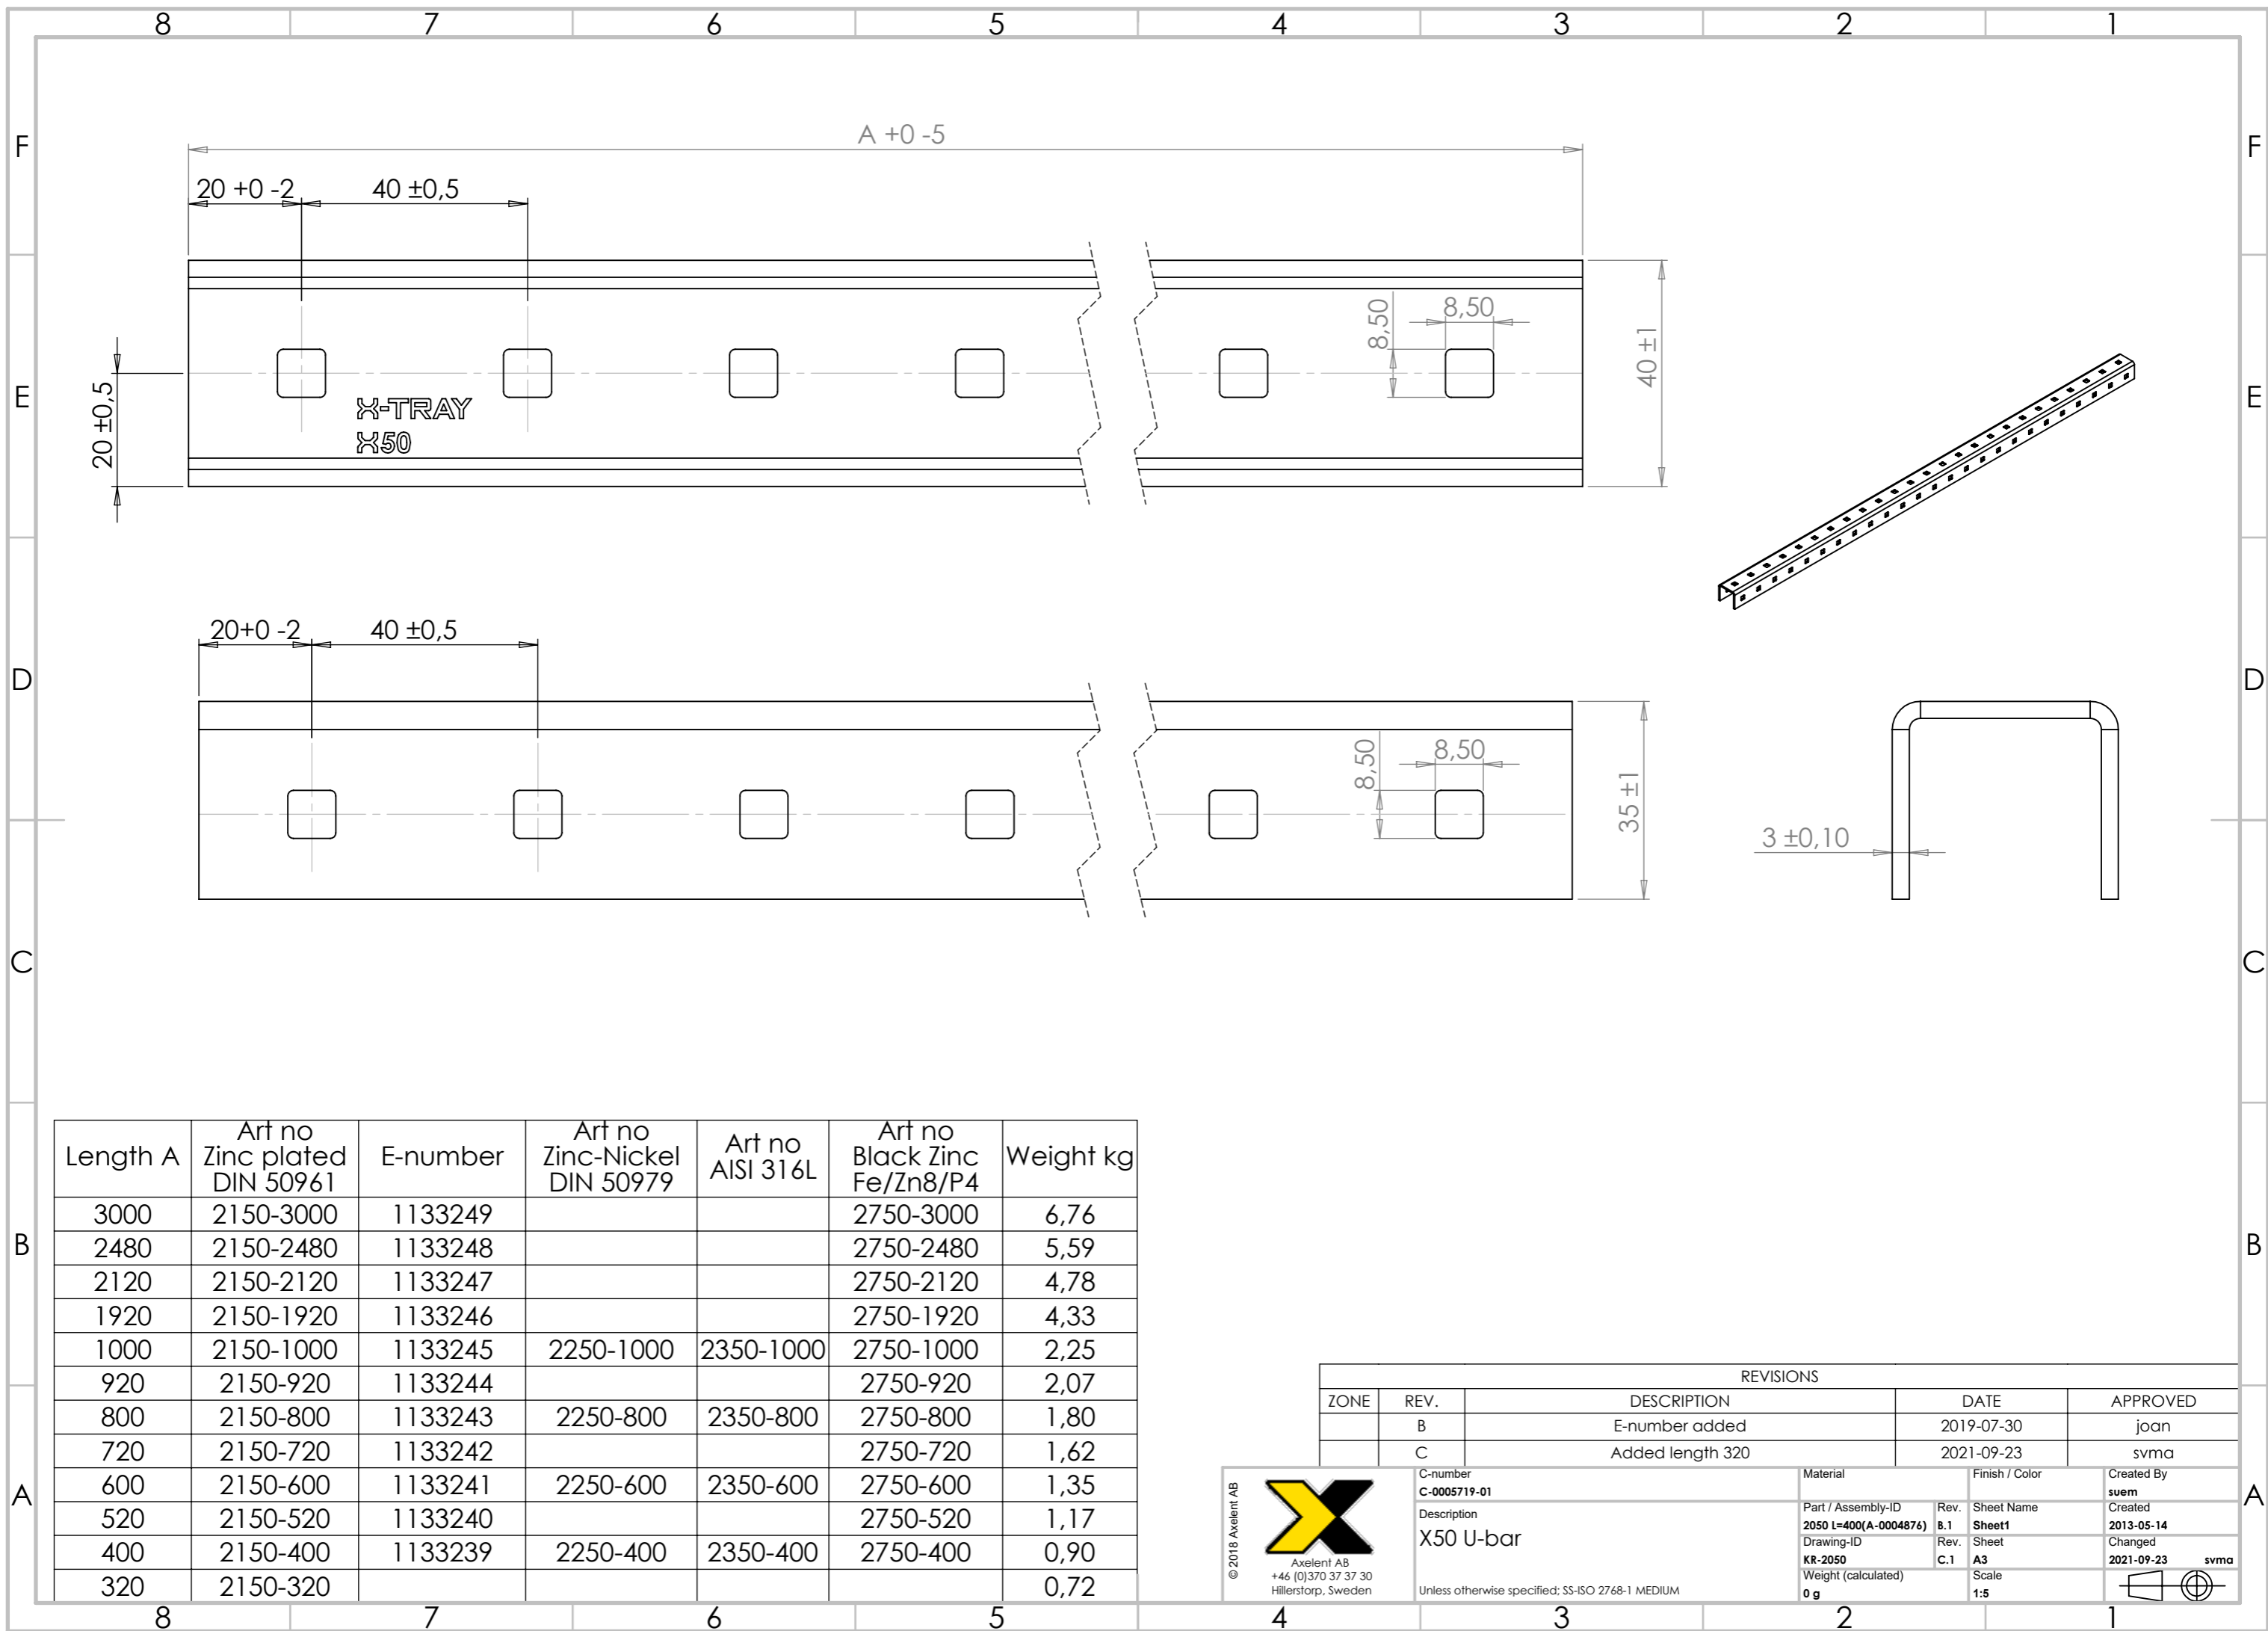 8 7 6 5 4 3 2 1
F F
A +0 -5
20 +0 -2 40 ±0,5
8,50 8,50
40 ±1
E E
20 ±0,5
X-TRAY
X50
20+0 -2 40 ±0,5
D D
8,50 8,50
35 ±1
3 ±0,10
C C
Length A | Art no Zinc plated DIN 50961 | E-number | Art no Zinc-Nickel DIN 50979 | Art no AISI 316L | Art no Black Zinc Fe/Zn8/P4 | Weight kg
3000 2150-3000 1133249 2750-3000 6,76
B B
2480 2150-2480 1133248 2750-2480 5,59
2120 2150-2120 1133247 2750-2120 4,78
1920 2150-1920 1133246 2750-1920 4,33
1000 2150-1000 1133245 2250-1000 2350-1000 2750-1000 2,25
920 2150-920 1133244 2750-920 2,07
800 2150-800 1133243 2250-800 2350-800 2750-800 1,80
720 2150-720 1133242 2750-720 1,62
600 2150-600 1133241 2250-600 2350-600 2750-600 1,35
520 2150-520 1133240 2750-520 1,17
400 2150-400 1133239 2250-400 2350-400 2750-400 0,90
320 2150-320 0,72
REVISIONS
ZONE REV. DESCRIPTION DATE APPROVED
B E-number added 2019-07-30 joan
C Added length 320 2021-09-23 svma
A A
© 2018 Axelent AB
Axelent AB
+46 (0)370 37 37 30
Hillerstorp, Sweden
C-number
C-0005719-01
Description
X50 U-bar
Unless otherwise specified; SS-ISO 2768-1 MEDIUM
Material Finish / Color Created By
suem
Part / Assembly-ID Rev. Sheet Name Created
2050 L=400(A-0004876) B.1 Sheet1 2013-05-14
Drawing-ID Rev. Sheet Changed
KR-2050 C.1 A3 2021-09-23 svma
Weight (calculated) Scale
0 g 1:5
8 7 6 5 4 3 2 1